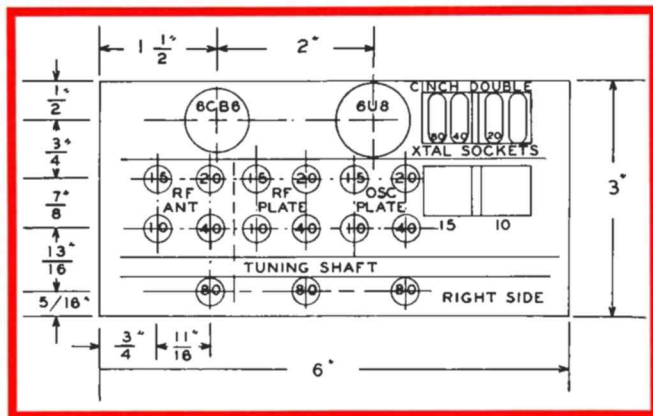 1 1/2" 2"
1/2" CINCH DOUBLE
6CB6 6U8
80 40 20
3/4" XTAL SOCKETS
15 20 15 20 15 20
7/8" RF ANT RF PLATE OSC PLATE 3"
10 40 10 40 10 40 15 10
13/16" TUNING SHAFT
5/16" 80 80 80 RIGHT SIDE
3/4" 11/16"
6"